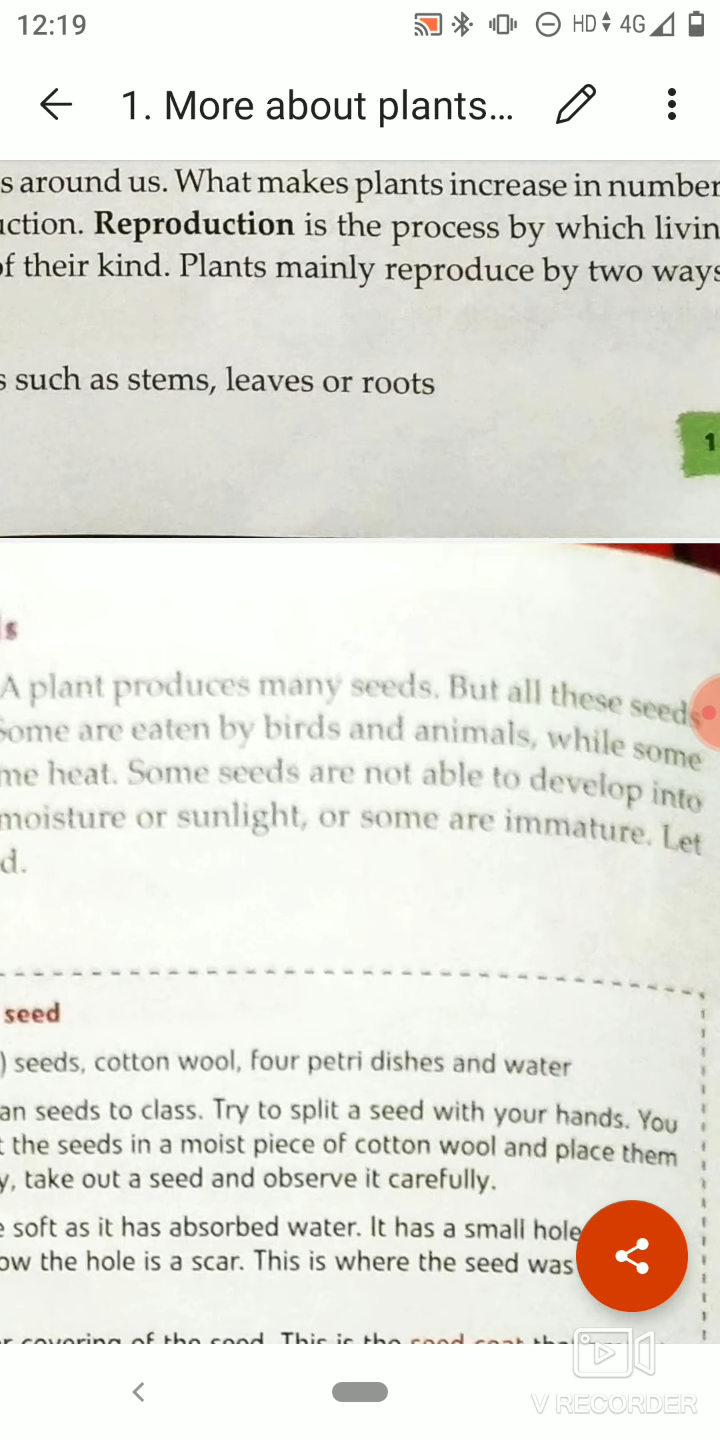 12:19
HD 4G
1. More about plants...
s around us. What makes plants increase in number
ction. Reproduction is the process by which livin
of their kind. Plants mainly reproduce by two ways
s such as stems, leaves or roots
1
s
A plant produces many seeds. But all these seeds
Some are eaten by birds and animals, while some
me heat. Some seeds are not able to develop into
moisture or sunlight, or some are immature. Let
d.
seed
) seeds, cotton wool, four petri dishes and water
an seeds to class. Try to split a seed with your hands. You
t the seeds in a moist piece of cotton wool and place them
y, take out a seed and observe it carefully.
e soft as it has absorbed water. It has a small hole
ow the hole is a scar. This is where the seed was
r covering of the seed. This is the seed coat
V RECORDER